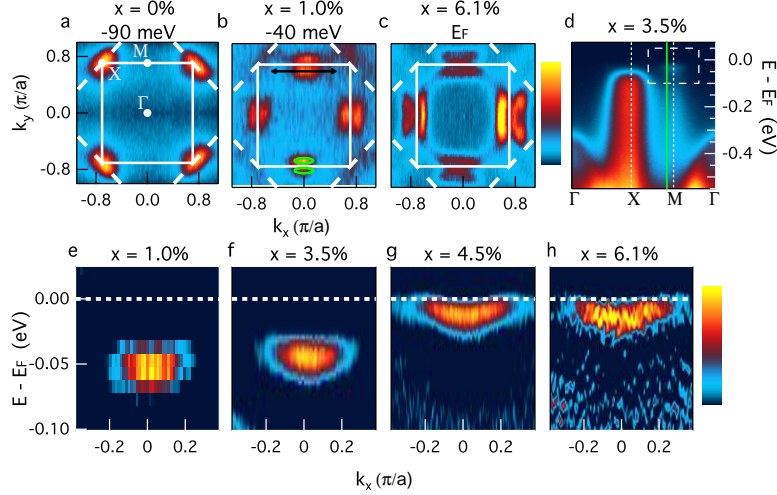 x = 0% x = 1.0% x = 6.1%
a -90 meV b -40 meV c EF d x = 3.5%
0.8 0.0 -0.8
ky (π/a)
M X Γ
-0.8 0.0 0.8 -0.8 0.0 0.8 -0.8 0.0 0.8
kx (π/a)
0.0 -0.2 -0.4
E - EF (eV)
Γ X M Γ
e x = 1.0% f x = 3.5% g x = 4.5% h x = 6.1%
0.00
-0.05
-0.10
E - EF (eV)
-0.2 0 0.2 -0.2 0 0.2 -0.2 0 0.2 -0.2 0 0.2
kx (π/a)